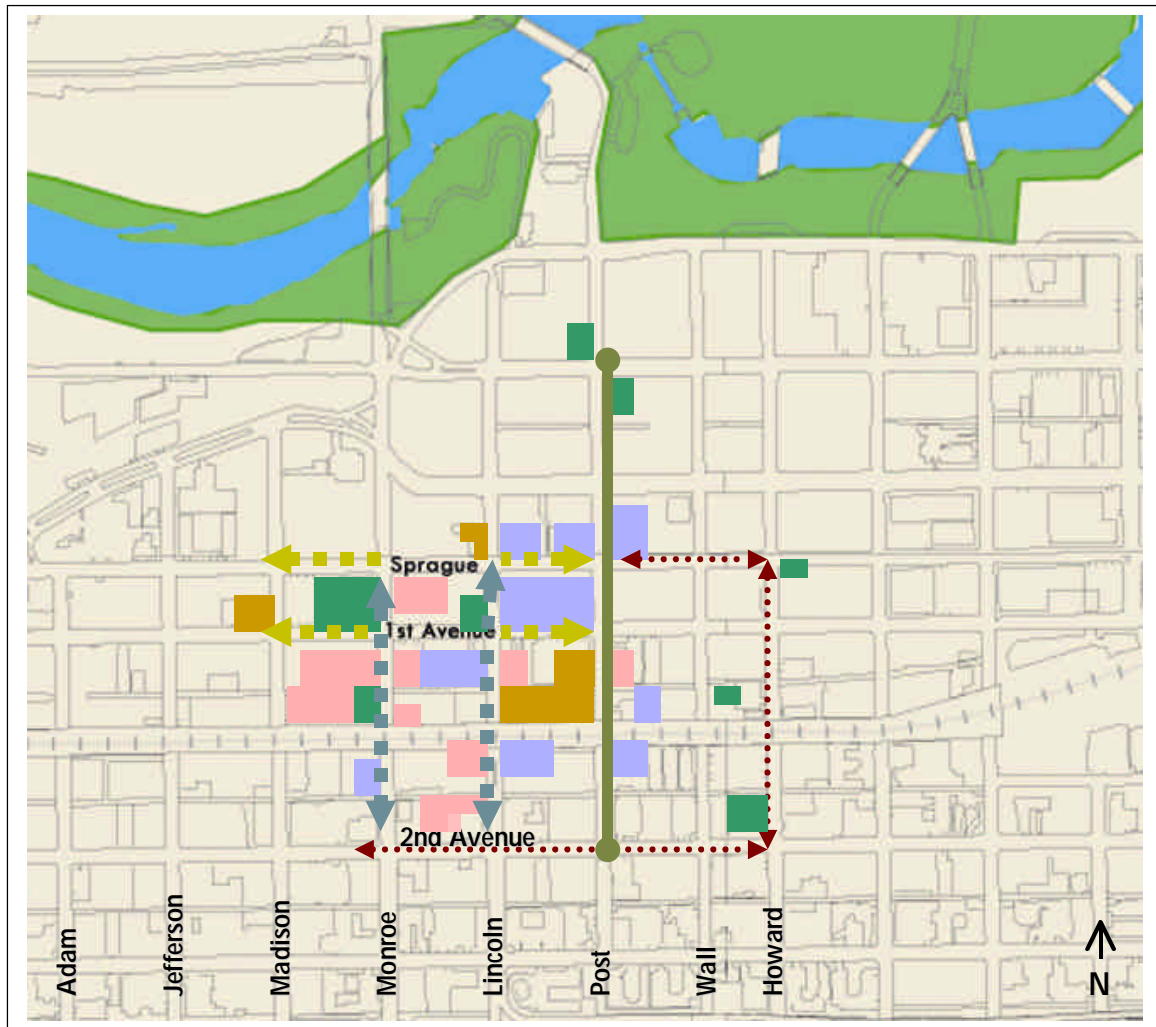 Sprague
1st Avenue
2nd Avenue
Adam
Jefferson
Madison
Monroe
Lincoln
Post
Wall
Howard
N